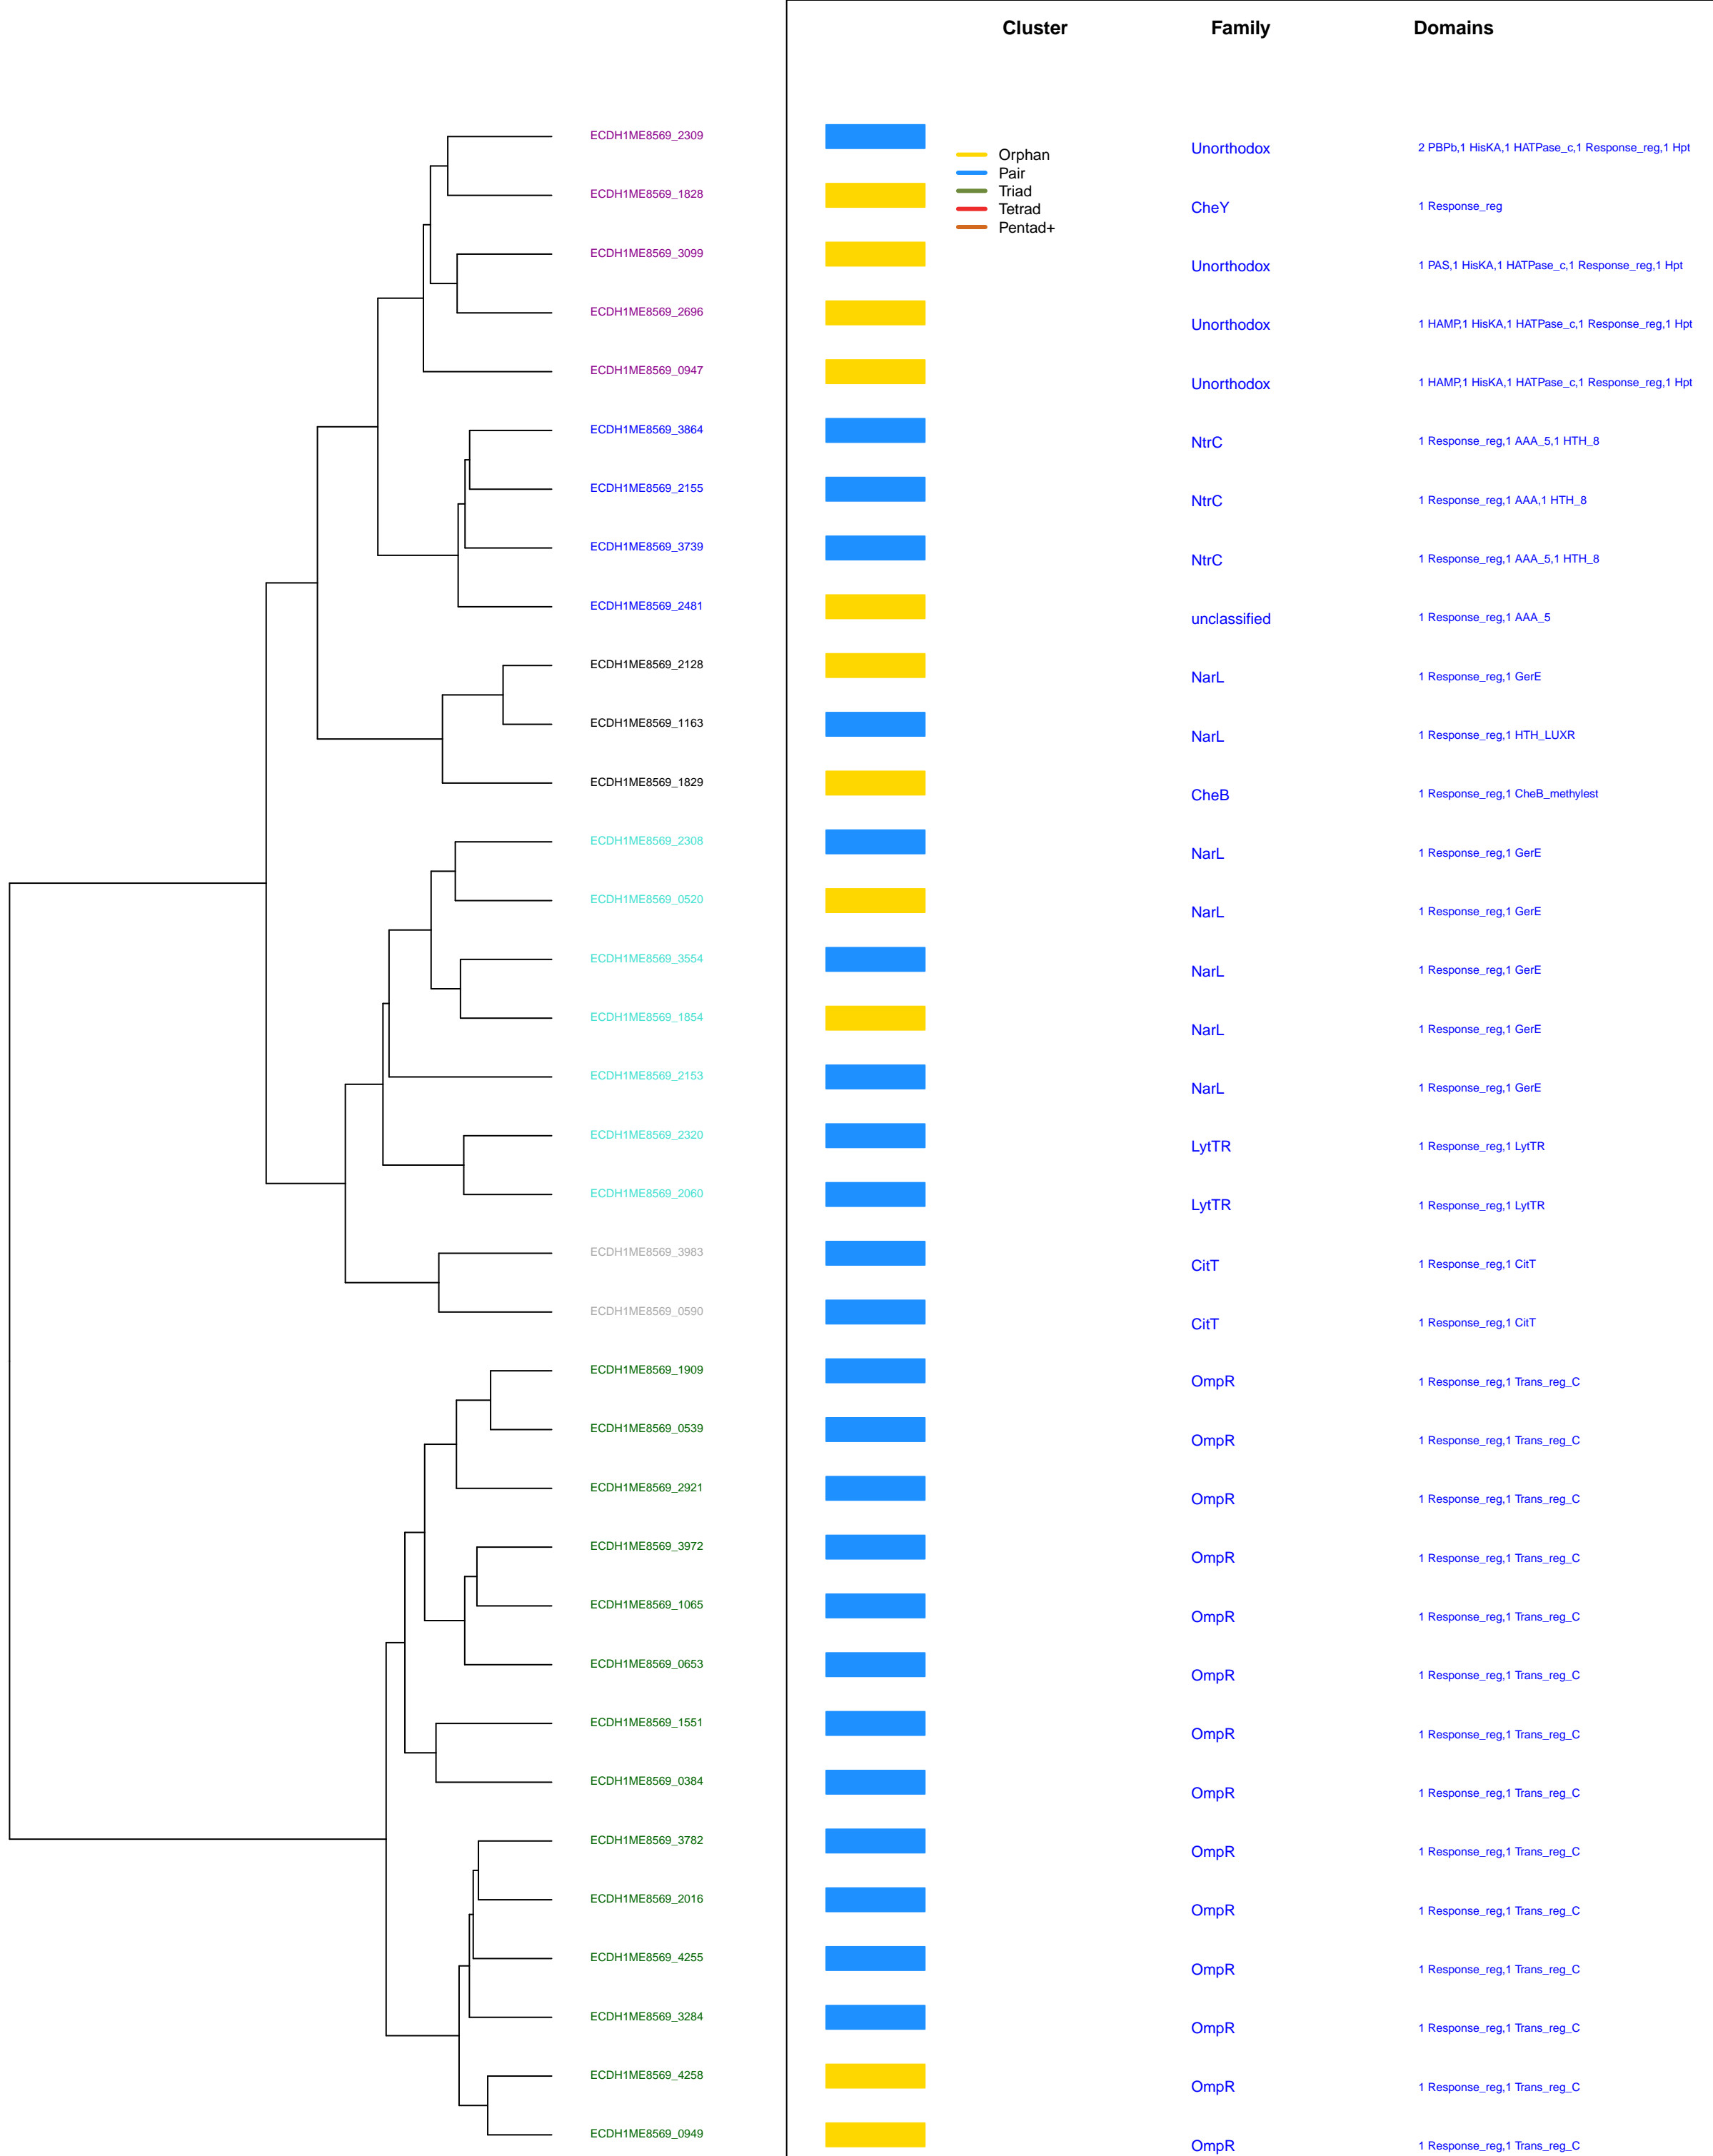 Cluster Family Domains
ECDH1ME8569_2309 Unorthodox 2 PBPb,1 HisKA,1 HATPase_c,1 Response_reg,1 Hpt
Orphan
Pair
Triad
Tetrad
Pentad+
ECDH1ME8569_1828 CheY 1 Response_reg
ECDH1ME8569_3099 Unorthodox 1 PAS,1 HisKA,1 HATPase_c,1 Response_reg,1 Hpt
ECDH1ME8569_2696 Unorthodox 1 HAMP,1 HisKA,1 HATPase_c,1 Response_reg,1 Hpt
ECDH1ME8569_0947 Unorthodox 1 HAMP,1 HisKA,1 HATPase_c,1 Response_reg,1 Hpt
ECDH1ME8569_3864 NtrC 1 Response_reg,1 AAA_5,1 HTH_8
ECDH1ME8569_2155 NtrC 1 Response_reg,1 AAA,1 HTH_8
ECDH1ME8569_3739 NtrC 1 Response_reg,1 AAA_5,1 HTH_8
ECDH1ME8569_2481 unclassified 1 Response_reg,1 AAA_5
ECDH1ME8569_2128 NarL 1 Response_reg,1 GerE
ECDH1ME8569_1163 NarL 1 Response_reg,1 HTH_LUXR
ECDH1ME8569_1829 CheB 1 Response_reg,1 CheB_methylest
ECDH1ME8569_2308 NarL 1 Response_reg,1 GerE
ECDH1ME8569_0520 NarL 1 Response_reg,1 GerE
ECDH1ME8569_3554 NarL 1 Response_reg,1 GerE
ECDH1ME8569_1854 NarL 1 Response_reg,1 GerE
ECDH1ME8569_2153 NarL 1 Response_reg,1 GerE
ECDH1ME8569_2320 LytTR 1 Response_reg,1 LytTR
ECDH1ME8569_2060 LytTR 1 Response_reg,1 LytTR
ECDH1ME8569_3983 CitT 1 Response_reg,1 CitT
ECDH1ME8569_0590 CitT 1 Response_reg,1 CitT
ECDH1ME8569_1909 OmpR 1 Response_reg,1 Trans_reg_C
ECDH1ME8569_0539 OmpR 1 Response_reg,1 Trans_reg_C
ECDH1ME8569_2921 OmpR 1 Response_reg,1 Trans_reg_C
ECDH1ME8569_3972 OmpR 1 Response_reg,1 Trans_reg_C
ECDH1ME8569_1065 OmpR 1 Response_reg,1 Trans_reg_C
ECDH1ME8569_0653 OmpR 1 Response_reg,1 Trans_reg_C
ECDH1ME8569_1551 OmpR 1 Response_reg,1 Trans_reg_C
ECDH1ME8569_0384 OmpR 1 Response_reg,1 Trans_reg_C
ECDH1ME8569_3782 OmpR 1 Response_reg,1 Trans_reg_C
ECDH1ME8569_2016 OmpR 1 Response_reg,1 Trans_reg_C
ECDH1ME8569_4255 OmpR 1 Response_reg,1 Trans_reg_C
ECDH1ME8569_3284 OmpR 1 Response_reg,1 Trans_reg_C
ECDH1ME8569_4258 OmpR 1 Response_reg,1 Trans_reg_C
ECDH1ME8569_0949 OmpR 1 Response_reg,1 Trans_reg_C